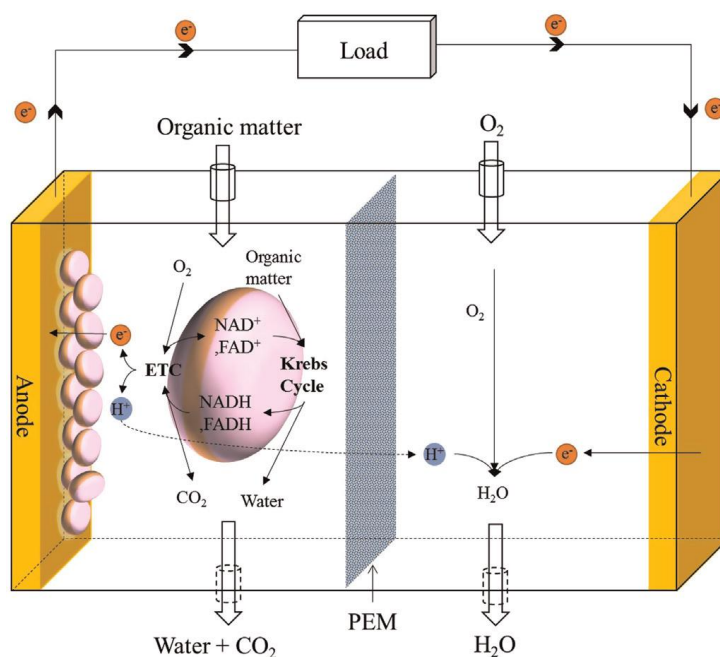 e-
e-
e-
e-
Load
Organic matter
O₂
O₂
Organic
matter
NAD⁺
,FAD⁺
O₂
e-
ETC
Krebs
Cycle
NADH
,FADH
H⁺
Anode
Cathode
H⁺
e-
CO₂
Water
H₂O
PEM
Water + CO₂
H₂O